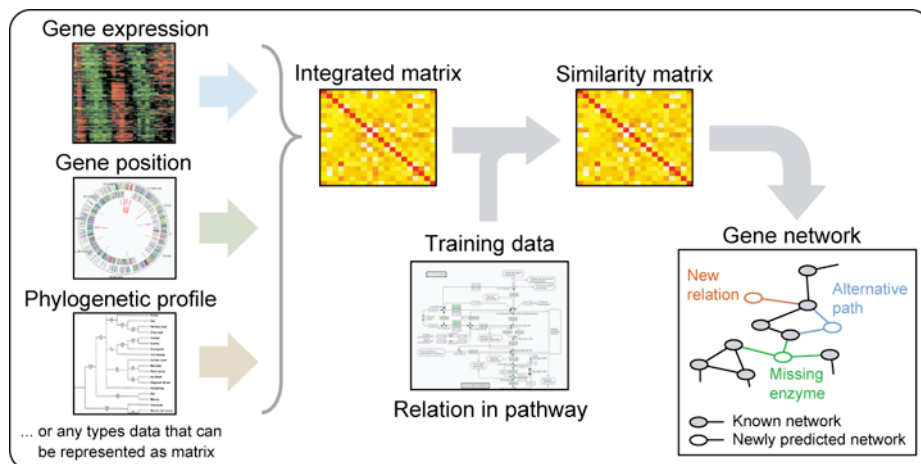 Gene expression
Gene position
Phylogenetic profile
... or any types data that can
be represented as matrix
Integrated matrix
Similarity matrix
Training data
Relation in pathway
Gene network
New
relation
Alternative
path
Missing
enzyme
Known network
Newly predicted network